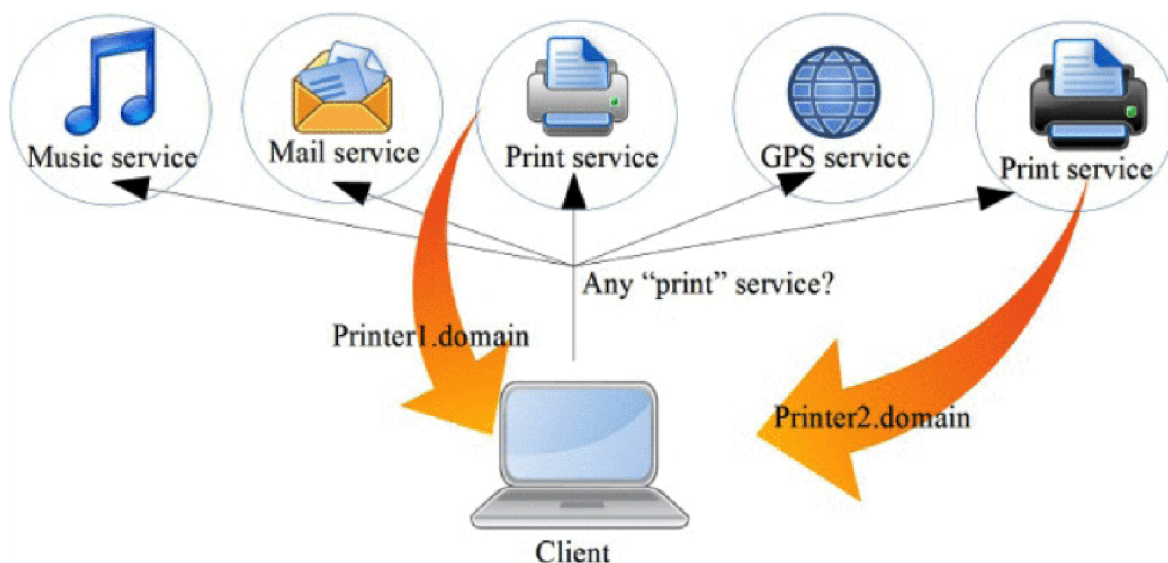 Music service
Mail service
Print service
GPS service
Print service
Any “print” service?
Printer1.domain
Printer2.domain
Client